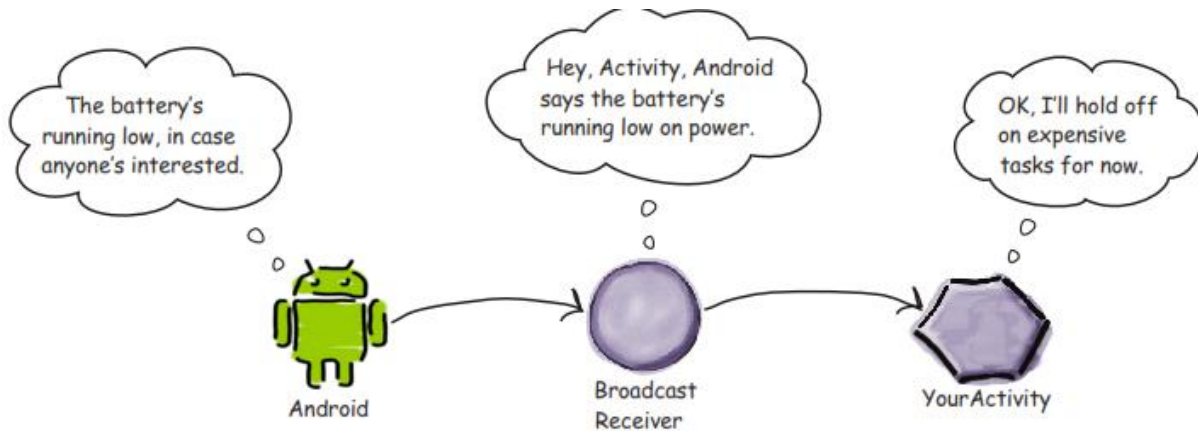 The battery's
running low, in case
anyone's interested.
Hey, Activity, Android
says the battery's
running low on power.
OK, I'll hold off
on expensive
tasks for now.
Android
Broadcast
Receiver
YourActivity